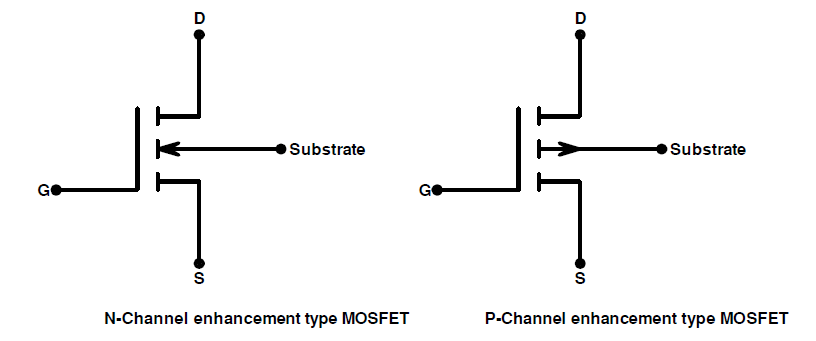 D
D
Substrate
Substrate
G
G
S
S
N-Channel enhancement type MOSFET
P-Channel enhancement type MOSFET